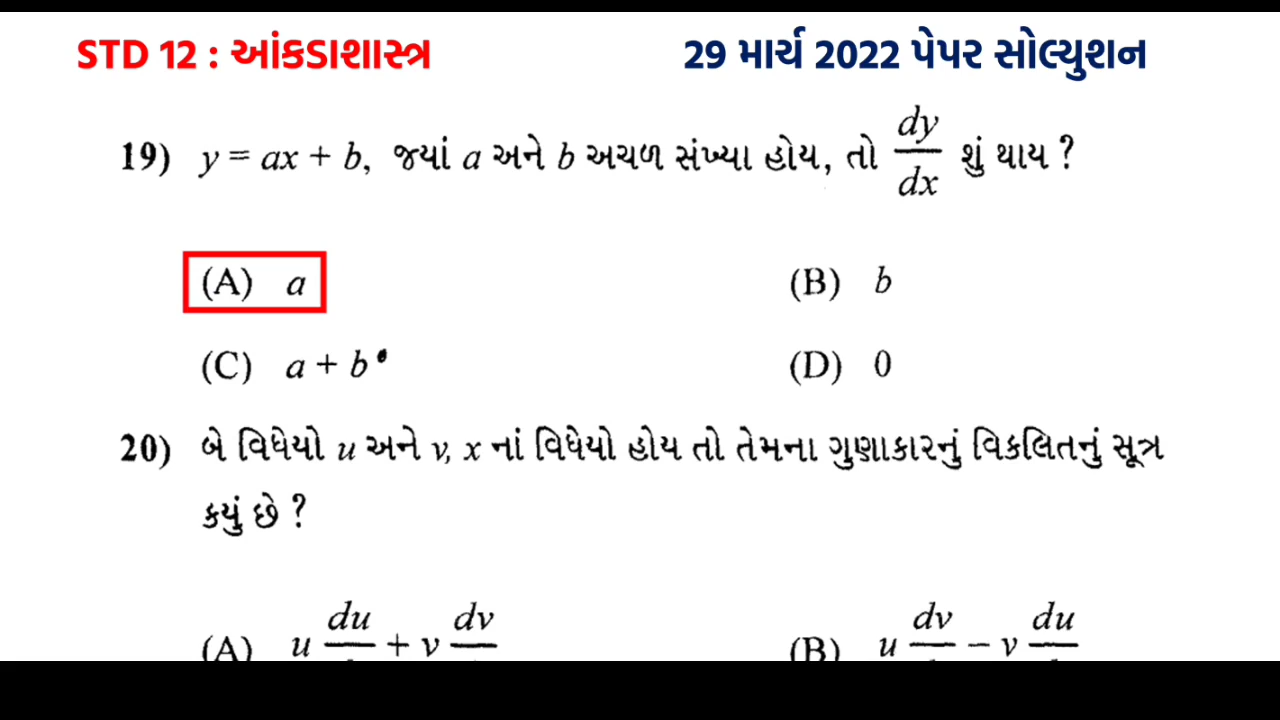 STD 12 : આંકડાશાસ્ત્ર
29 માર્ચ 2022 પેપર સોલ્યુશન
19) y = ax + b, જ્યાં a અને b અચળ સંખ્યા હોય, તો dy/dx શું થાય ?
(A) a
(B) b
(C) a + b
(D) 0
20) બે વિધેયો u અને v, x નાં વિધેયો હોય તો તેમના ગુણાકારનું વિકલિતનું સૂત્ર
કયું છે ?
(A) u du + v dv
(B) u dv − v du